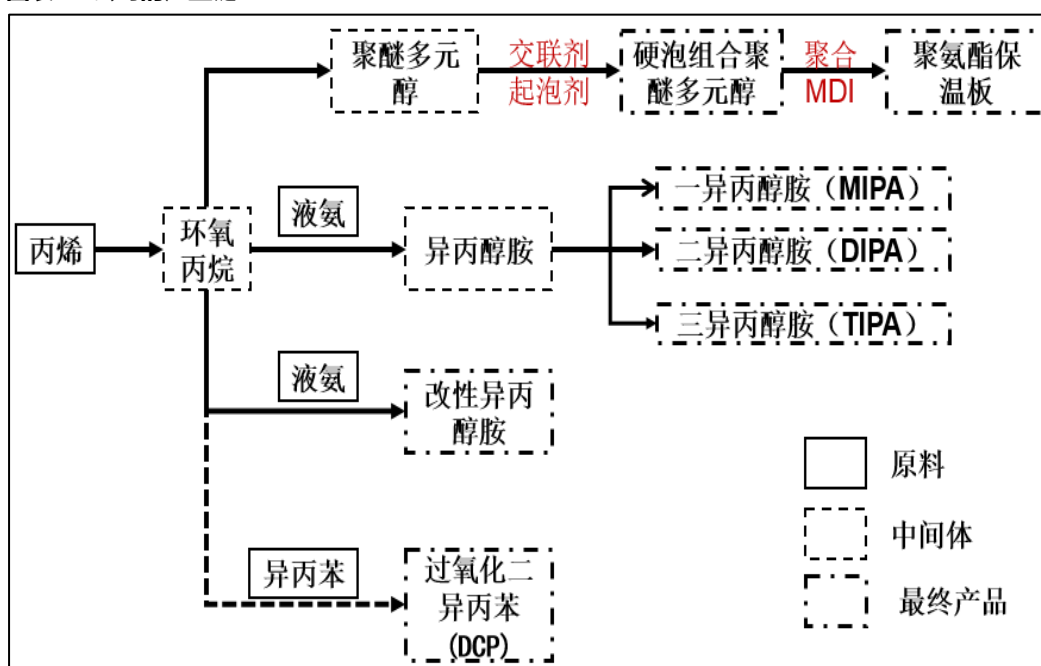 聚醚多元
醇
交联剂
起泡剂
硬泡组合聚
醚多元醇
聚合
MDI
聚氨酯保
温板
丙烯
环氧
丙烷
液氨
异丙醇胺
一异丙醇胺（MIPA）
二异丙醇胺（DIPA）
三异丙醇胺（TIPA）
液氨
改性异丙
醇胺
异丙苯
过氧化二
异丙苯
(DCP)
原料
中间体
最终产品